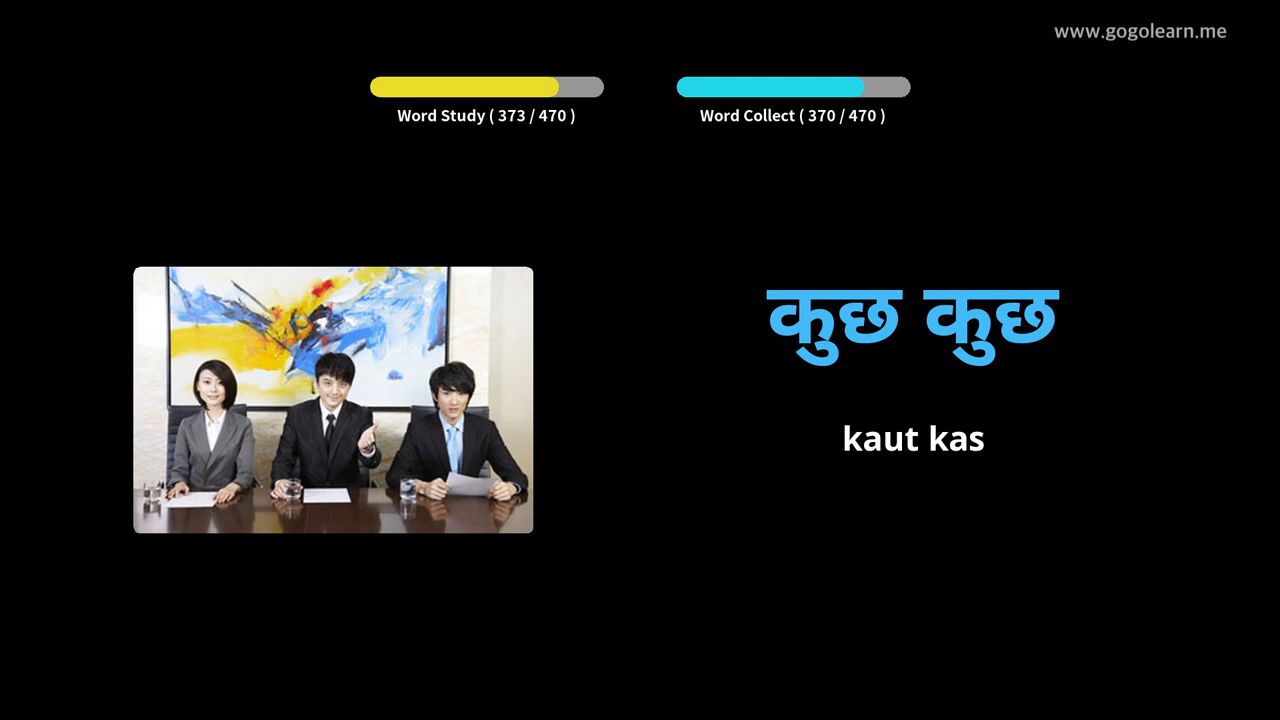 www.gogolearn.me
Word Study ( 373 / 470 )
Word Collect ( 370 / 470 )
कुछ कुछ
kaut kas